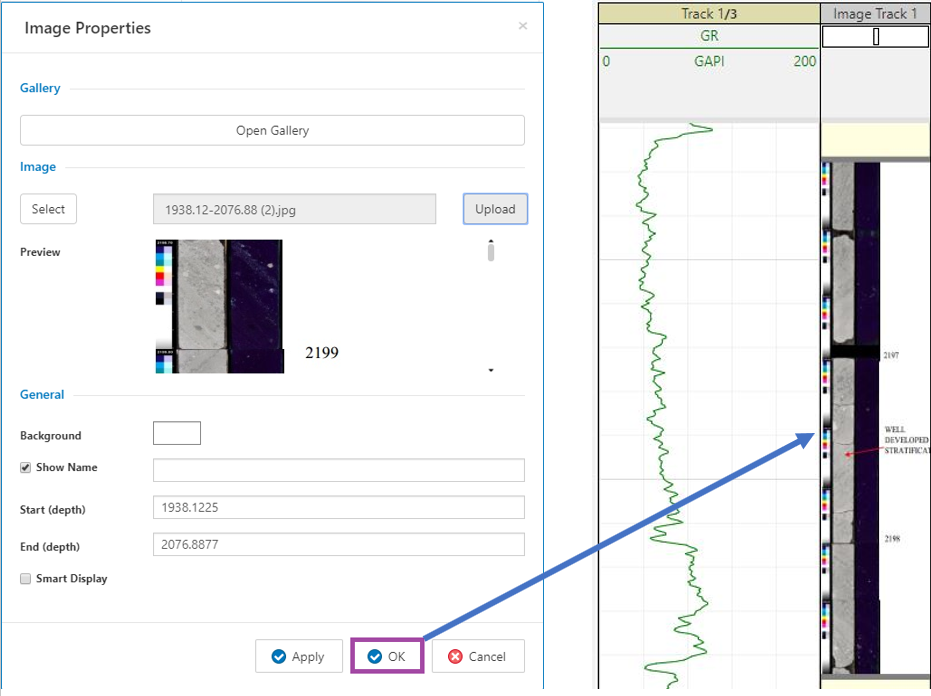 Image Properties
×
Gallery
Open Gallery
Image
Select
1938.12-2076.88 (2).jpg
Upload
Preview
2199
General
Background
Show Name
Start (depth)
1938.1225
End (depth)
2076.8877
Smart Display
Apply
OK
Cancel
Track 1/3
Image Track 1
GR
0 GAPI 200
2197
WELL
DEVELOPED
STRATIFICAT
2198